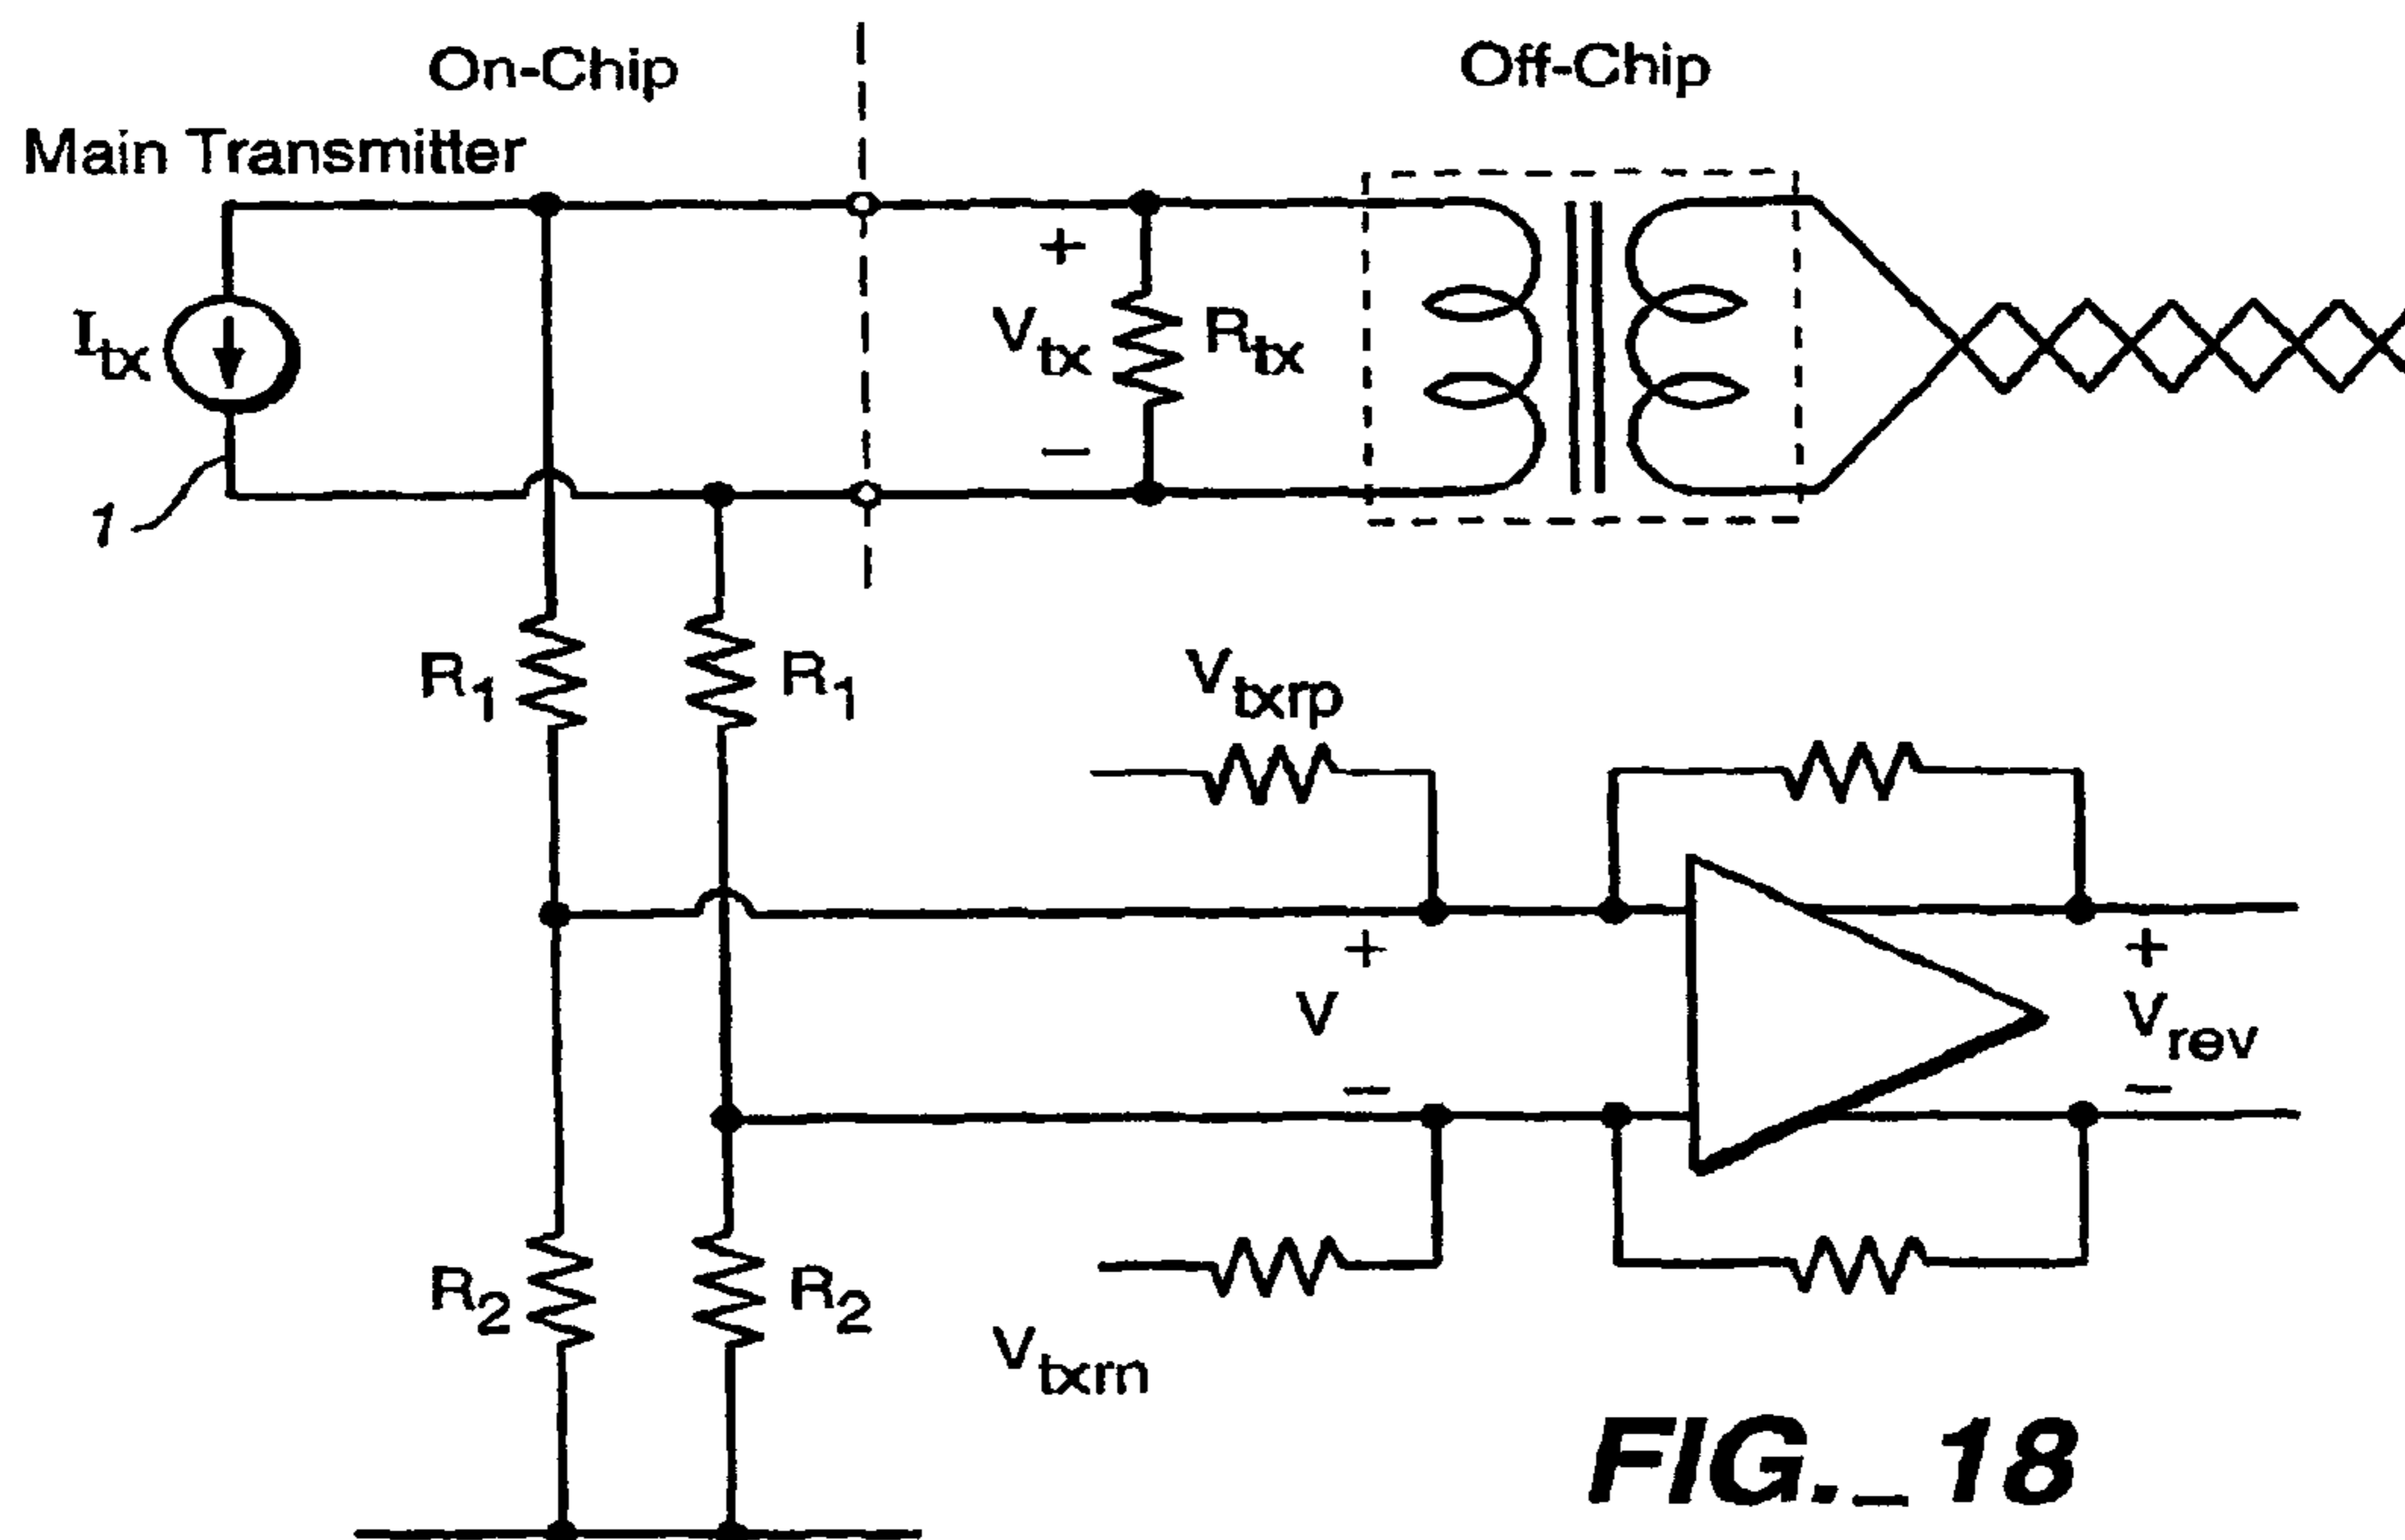 On-Chip
Off-Chip
Main Transmitter
+
Vtx
Rtx
Itx
−
1
R1
R1
Vtxrp
+
V
−
+
Vrev
−
R2
R2
Vtxrn
FIG._18